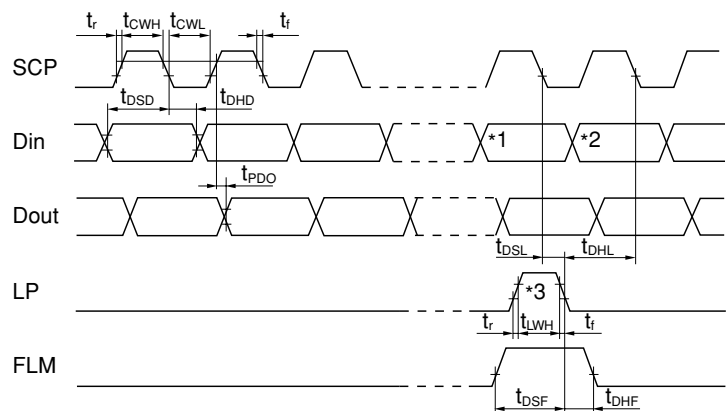 tr tCWH tCWL tf
SCP
tDSD tDHD
Din *1 *2
tPDO
Dout
tDSL tDHL
LP *3
tr tLWH tf
FLM
tDSF tDHF